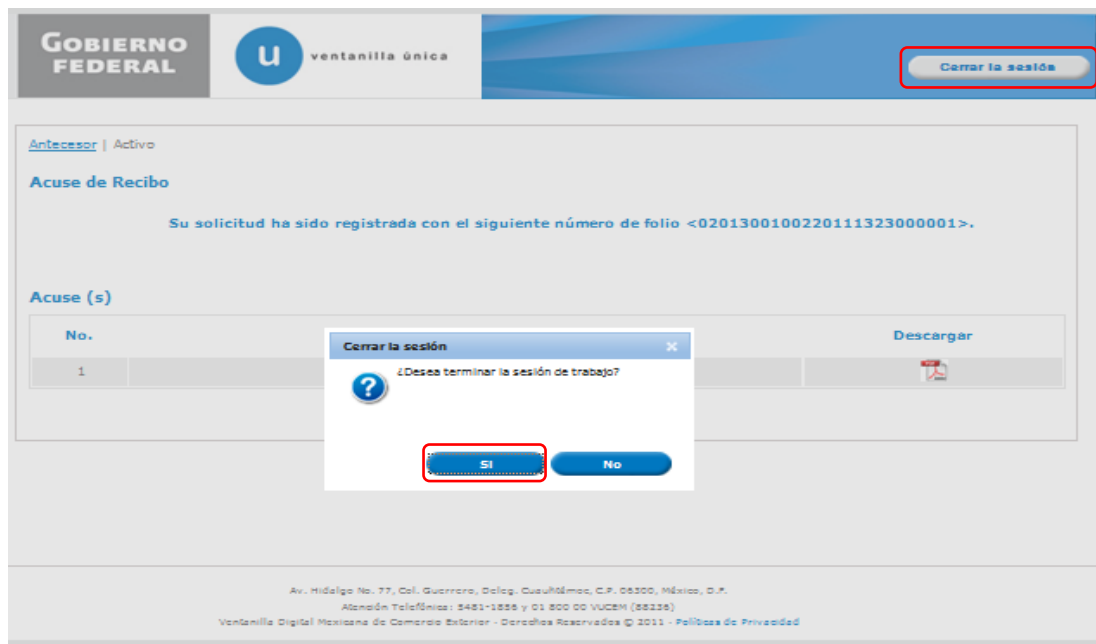 GOBIERNO
FEDERAL
u
ventanilla única
Cerrar la sesión
Antecesor | Activo
Acuse de Recibo
Su solicitud ha sido registrada con el siguiente número de folio <0201300100220111323000001>.
Acuse (s)
No.
Descargar
1
Cerrar la sesión
x
¿Desea terminar la sesión de trabajo?
SI
No
Av. Hidalgo No. 77, Col. Guerrero, Deleg. Cuauhtémoc, C.P. 06300, México, D.F.
Atención Telefónica: 5481-1856 y 01 800 00 VUCEM (88236)
Ventanilla Digital Mexicana de Comercio Exterior - Derechos Reservados © 2011 - Políticas de Privacidad